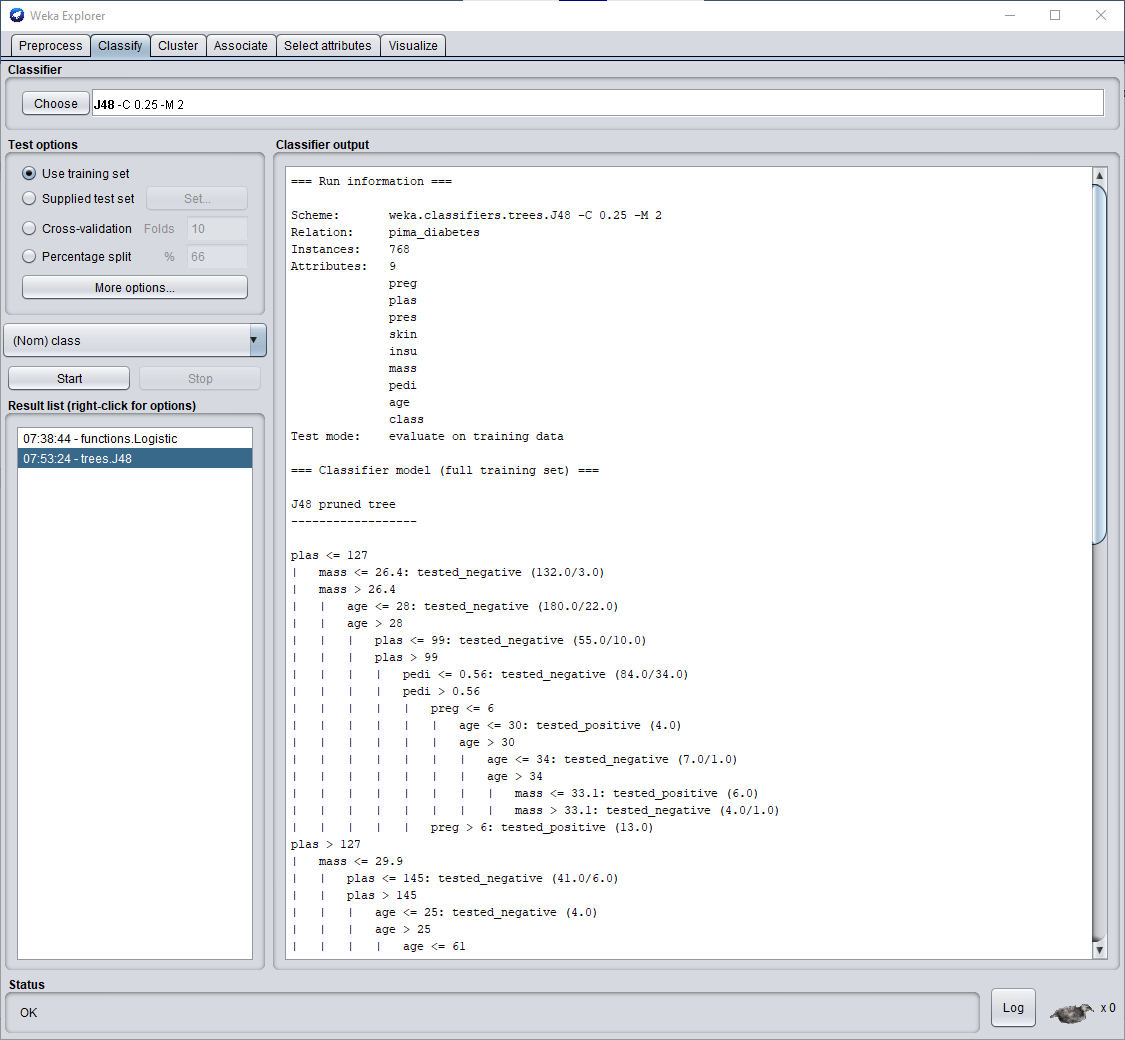 Weka Explorer
Preprocess Classify Cluster Associate Select attributes Visualize
Classifier
Choose J48 -C 0.25 -M 2
Test options
Use training set
Supplied test set Set...
Cross-validation Folds 10
Percentage split % 66
More options...
(Nom) class
Start Stop
Result list (right-click for options)
07:38:44 - functions.Logistic
07:53:24 - trees.J48
Classifier output
=== Run information ===
Scheme: weka.classifiers.trees.J48 -C 0.25 -M 2
Relation: pima_diabetes
Instances: 768
Attributes: 9
preg
plas
pres
skin
insu
mass
pedi
age
class
Test mode: evaluate on training data
=== Classifier model (full training set) ===
J48 pruned tree
------------------
plas <= 127
| mass <= 26.4: tested_negative (132.0/3.0)
| mass > 26.4
| | age <= 28: tested_negative (180.0/22.0)
| | age > 28
| | | plas <= 99: tested_negative (55.0/10.0)
| | | plas > 99
| | | | pedi <= 0.56: tested_negative (84.0/34.0)
| | | | pedi > 0.56
| | | | | preg <= 6
| | | | | | age <= 30: tested_positive (4.0)
| | | | | | age > 30
| | | | | | | age <= 34: tested_negative (7.0/1.0)
| | | | | | | age > 34
| | | | | | | | mass <= 33.1: tested_positive (6.0)
| | | | | | | | mass > 33.1: tested_negative (4.0/1.0)
| | | | | preg > 6: tested_positive (13.0)
plas > 127
| mass <= 29.9
| | plas <= 145: tested_negative (41.0/6.0)
| | plas > 145
| | | age <= 25: tested_negative (4.0)
| | | age > 25
| | | | age <= 61
Status
OK
Log
x 0